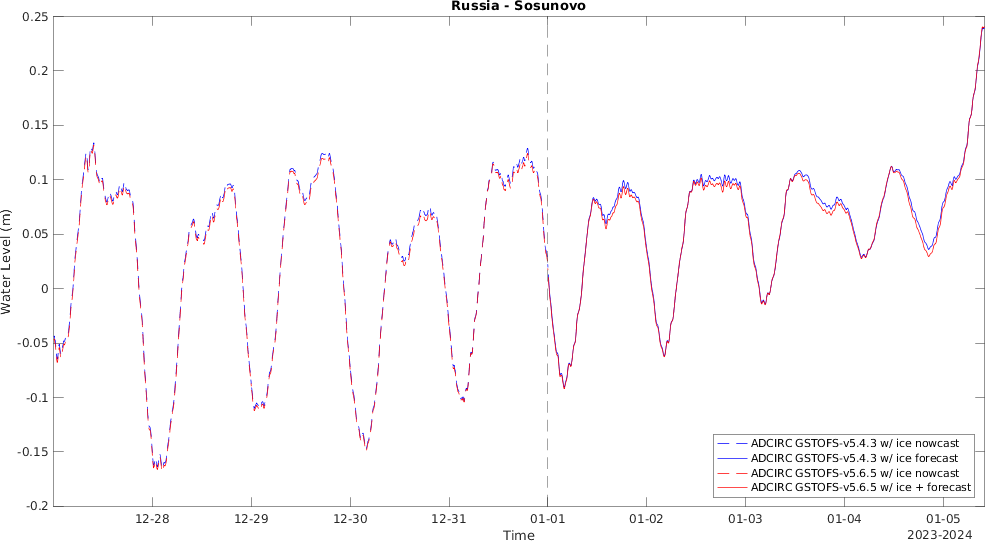 Russia - Sosunovo
0.25
0.2
0.15
0.1
0.05
0
-0.05
-0.1
-0.15
-0.2
Water Level (m)
12-28 12-29 12-30 12-31 01-01 01-02 01-03 01-04 01-05
Time
2023-2024
ADCIRC GSTOFS-v5.4.3 w/ ice nowcast
ADCIRC GSTOFS-v5.4.3 w/ ice forecast
ADCIRC GSTOFS-v5.6.5 w/ ice nowcast
ADCIRC GSTOFS-v5.6.5 w/ ice + forecast